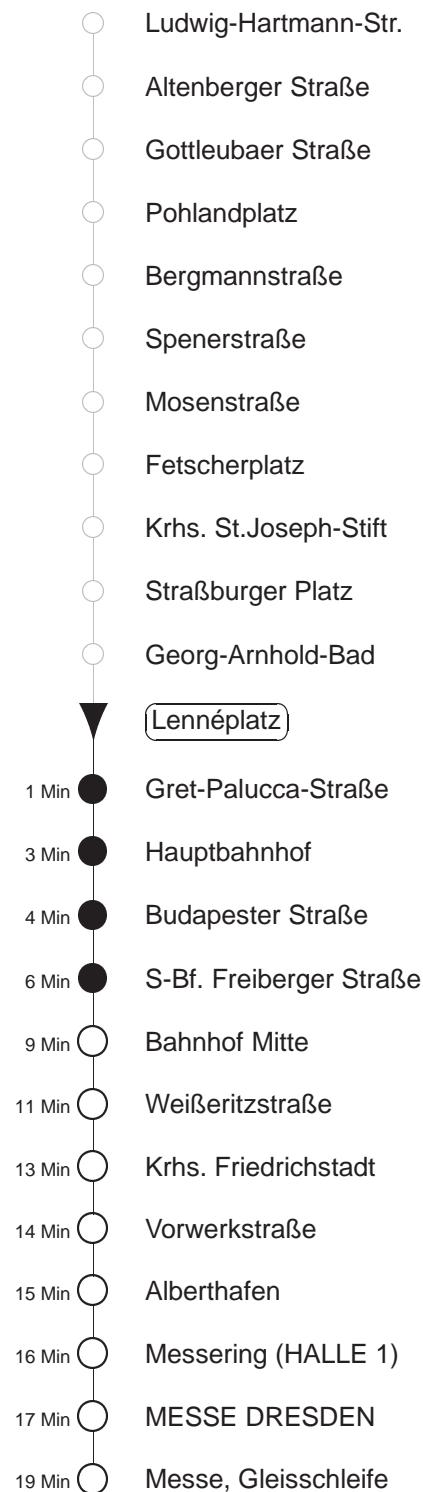 Ludwig-Hartmann-Str.
Altenberger Straße
Gottleubaer Straße
Pohlandplatz
Bergmannstraße
Spenerstraße
Mosenstraße
Fetscherplatz
Krhs. St.Joseph-Stift
Straßburger Platz
Georg-Arnhold-Bad
Lennéplatz
1 Min Gret-Palucca-Straße
3 Min Hauptbahnhof
4 Min Budapester Straße
6 Min S-Bf. Freiberger Straße
9 Min Bahnhof Mitte
11 Min Weißeritzstraße
13 Min Krhs. Friedrichstadt
14 Min Vorwerkstraße
15 Min Alberthafen
16 Min Messering (HALLE 1)
17 Min MESSE DRESDEN
19 Min Messe, Gleisschleife